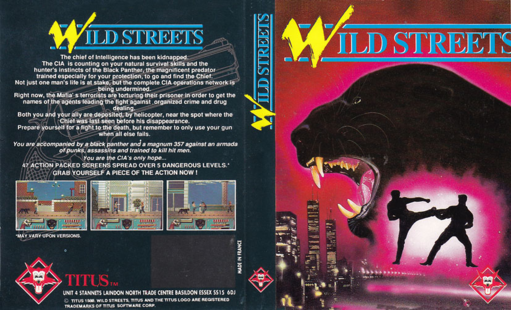 WILD STREETS
The chief of Intelligence has been kidnapped.
The CIA is counting on your natural survival skills and the
hunter's instincts of the Black Panther, the magnificent predator
trained especially for your protection, to go and find the Chief.
Not just one man's life is at stake, but the complete CIA operations network is
being undermined.
Right now, the Mafia's terrorists are torturing their prisoner in order to get the
names of the agents leading the fight against organized crime and drug
dealing.
Both you and your ally are deposited, by helicopter, near the spot where the
Chief was last seen before his disappearance.
Prepare yourself for a fight to the death, but remember to only use your gun
when all else fails.
You are accompanied by a black panther and a magnum 357 against an armada
of punks, assassins and trained to kill hit men.
You are the CIA's only hope...
47 ACTION PACKED SCREENS SPREAD OVER 5 DANGEROUS LEVELS.*
GRAB YOURSELF A PIECE OF THE ACTION NOW !
*MAY VARY UPON VERSIONS.
MADE IN FRANCE
TITUS™
UNIT 4 STANNETS LAINDON NORTH TRADE CENTRE BASILDON ESSEX SS15 6DJ
© TITUS 1989. WILD STREETS, TITUS AND THE TITUS LOGO ARE REGISTERED
TRADEMARKS OF TITUS SOFTWARE CORP.
WILD STREETS
WILD STREETS